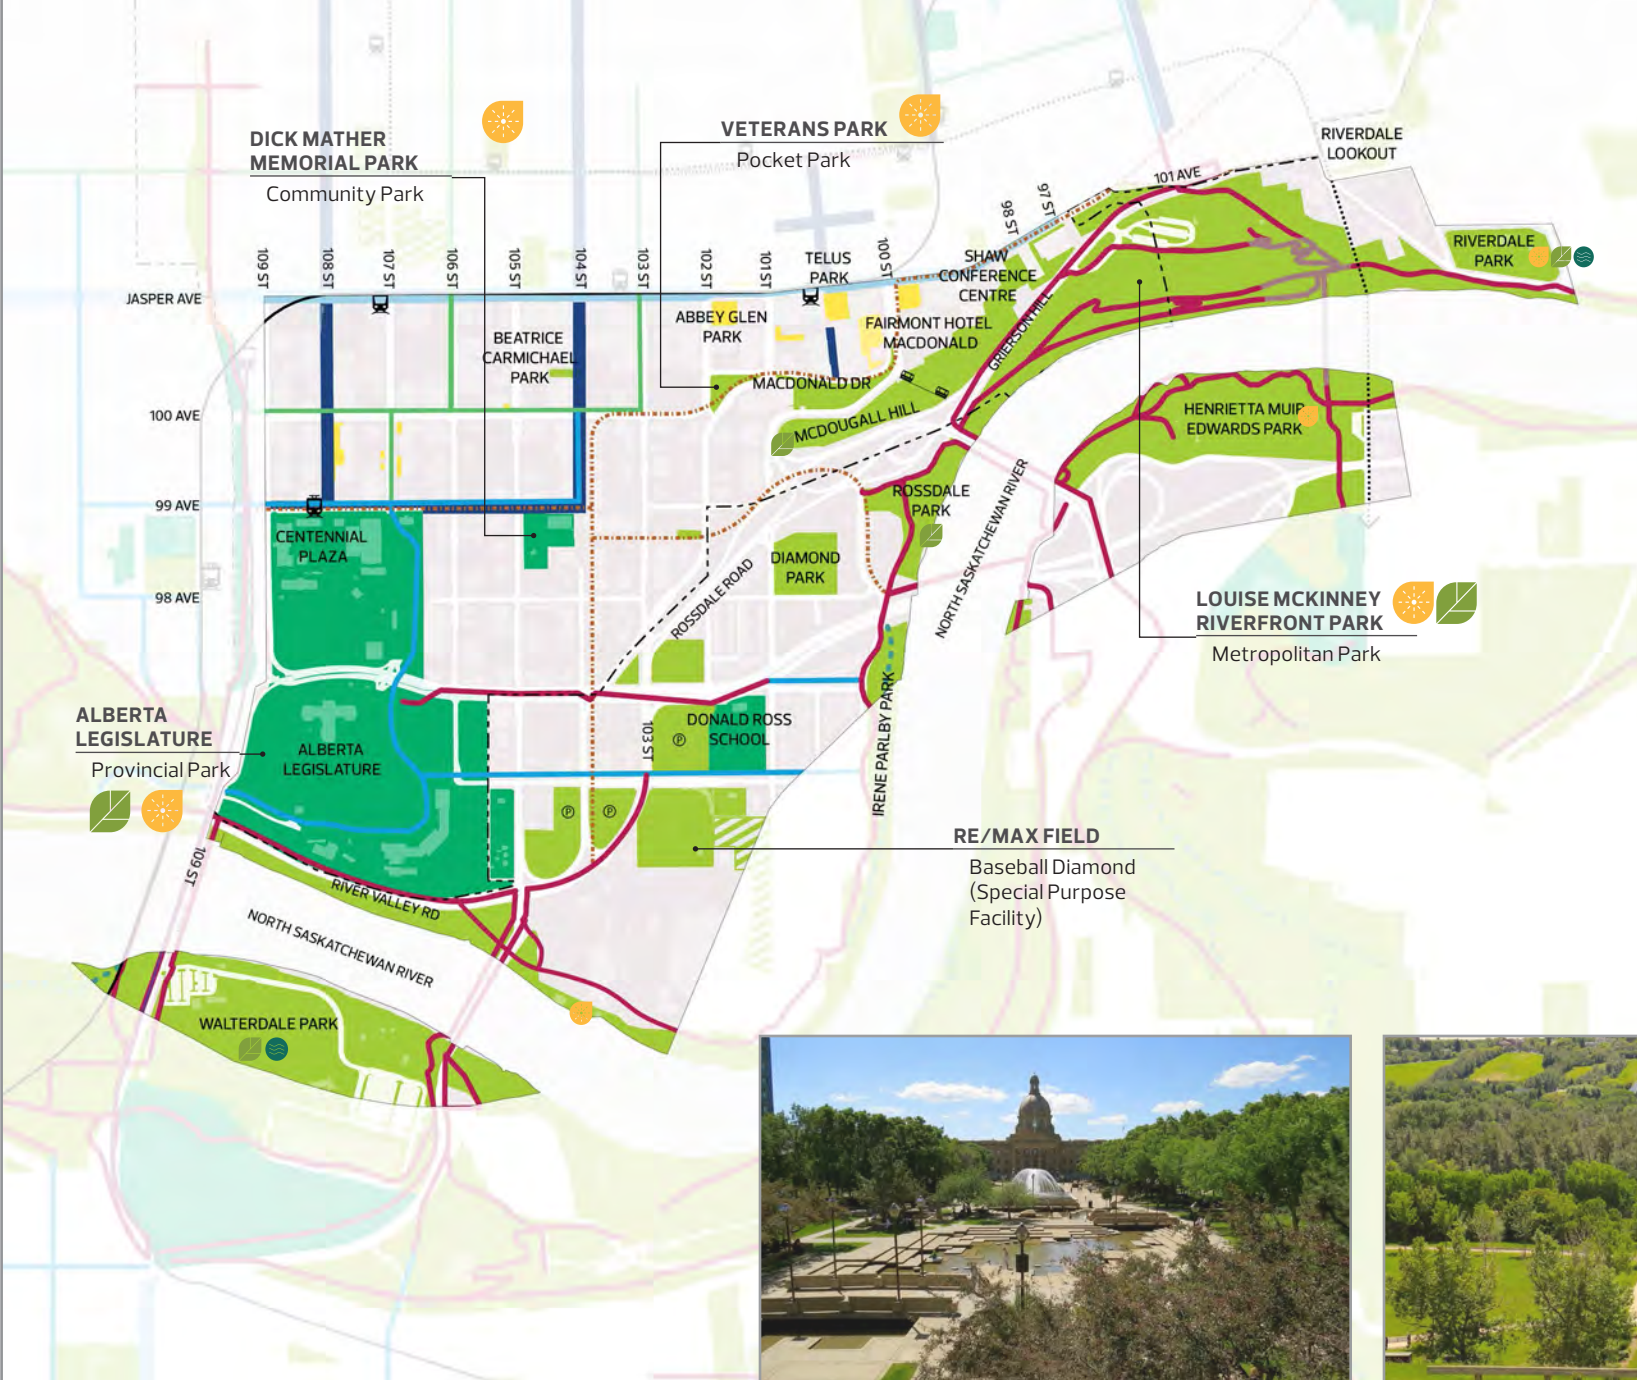 DICK MATHER
MEMORIAL PARK
Community Park
VETERANS PARK
Pocket Park
RIVERDALE
LOOKOUT
101 AVE
97 ST
98 ST
RIVERDALE
PARK
109 ST
108 ST
107 ST
106 ST
105 ST
104 ST
103 ST
102 ST
101 ST
100 ST
TELUS
PARK
SHAW
CONFERENCE
CENTRE
JASPER AVE
ABBEY GLEN
PARK
FAIRMONT HOTEL
MACDONALD
GRIERSON HILL
BEATRICE
CARMICHAEL
PARK
MACDONALD DR
100 AVE
MCDOUGALL HILL
HENRIETTA MUIR
EDWARDS PARK
99 AVE
ROSSDALE
PARK
NORTH SASKATCHEWAN RIVER
CENTENNIAL
PLAZA
DIAMOND
PARK
98 AVE
ROSSDALE ROAD
LOUISE MCKINNEY
RIVERFRONT PARK
Metropolitan Park
ALBERTA
LEGISLATURE
Provincial Park
ALBERTA
LEGISLATURE
103 ST
DONALD ROSS
SCHOOL
P
IRENE PARLBY PARK
P
P
RE/MAX FIELD
Baseball Diamond
(Special Purpose
Facility)
109 ST
RIVER VALLEY RD
NORTH SASKATCHEWAN RIVER
WALTERDALE PARK